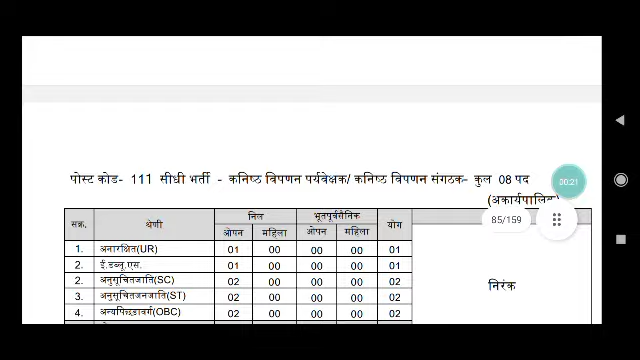 पोस्ट कोड- 111 सीधी भर्ती - कनिष्ठ विपणन पर्यवेक्षक/ कनिष्ठ विपणन संगठक- कुल 08 पद
00:21
(अकार्यपालिक)
85/159
सक्र. श्रेणी निल भूतपूर्वसैनिक योग
ओपन महिला ओपन महिला
1. अनारक्षित(UR) 01 00 00 00 01
2. ई.डब्लू.एस. 01 00 00 00 01
2. अनुसूचितजाति(SC) 02 00 00 00 02
3. अनुसूचितजनजाति(ST) 02 00 00 00 02
4. अन्यपिछड़ावर्ग(OBC) 02 00 00 00 02
निरंक